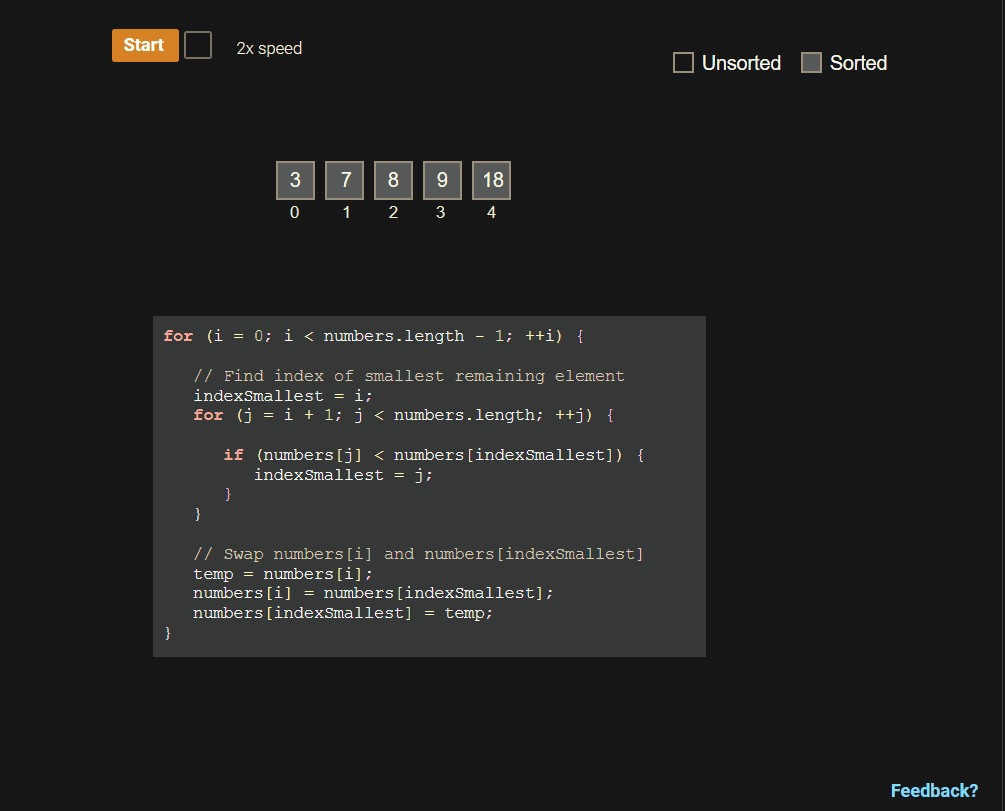 Start 2x speed
Unsorted Sorted
3 7 8 9 18
0 1 2 3 4
for (i = 0; i < numbers.length - 1; ++i) {
// Find index of smallest remaining element
indexSmallest = i;
for (j = i + 1; j < numbers.length; ++j) {
if (numbers[j] < numbers[indexSmallest]) {
indexSmallest = j;
}
}
// Swap numbers[i] and numbers[indexSmallest]
temp = numbers[i];
numbers[i] = numbers[indexSmallest];
numbers[indexSmallest] = temp;
}
Feedback?